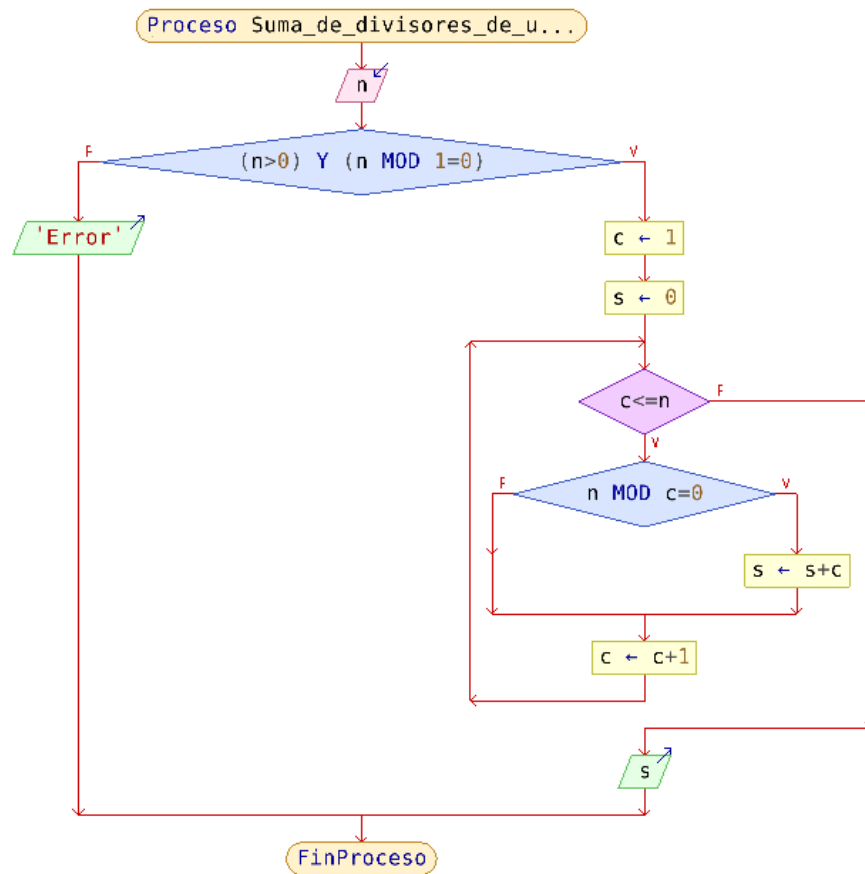 Proceso Suma_de_divisores_de_u...
n
(n>0) Y (n MOD 1=0)
F
V
'Error'
c ← 1
s ← 0
c<=n
F
V
n MOD c=0
F
V
s ← s+c
c ← c+1
s
FinProceso